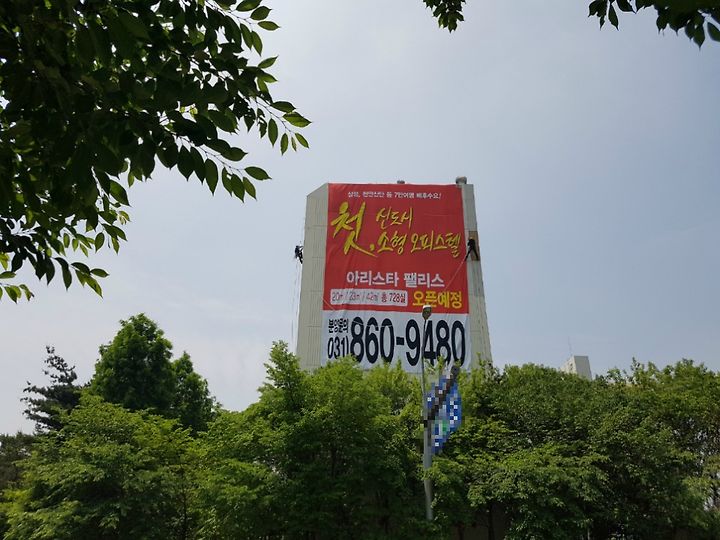 삼성, 천안산단 등 7만여명 배후수요!
첫, 신도시
소형 오피스텔
아리스타 팰리스
20㎡ / 23㎡ / 42㎡ 총 728실 오픈예정
분양문의
031) 860-9480